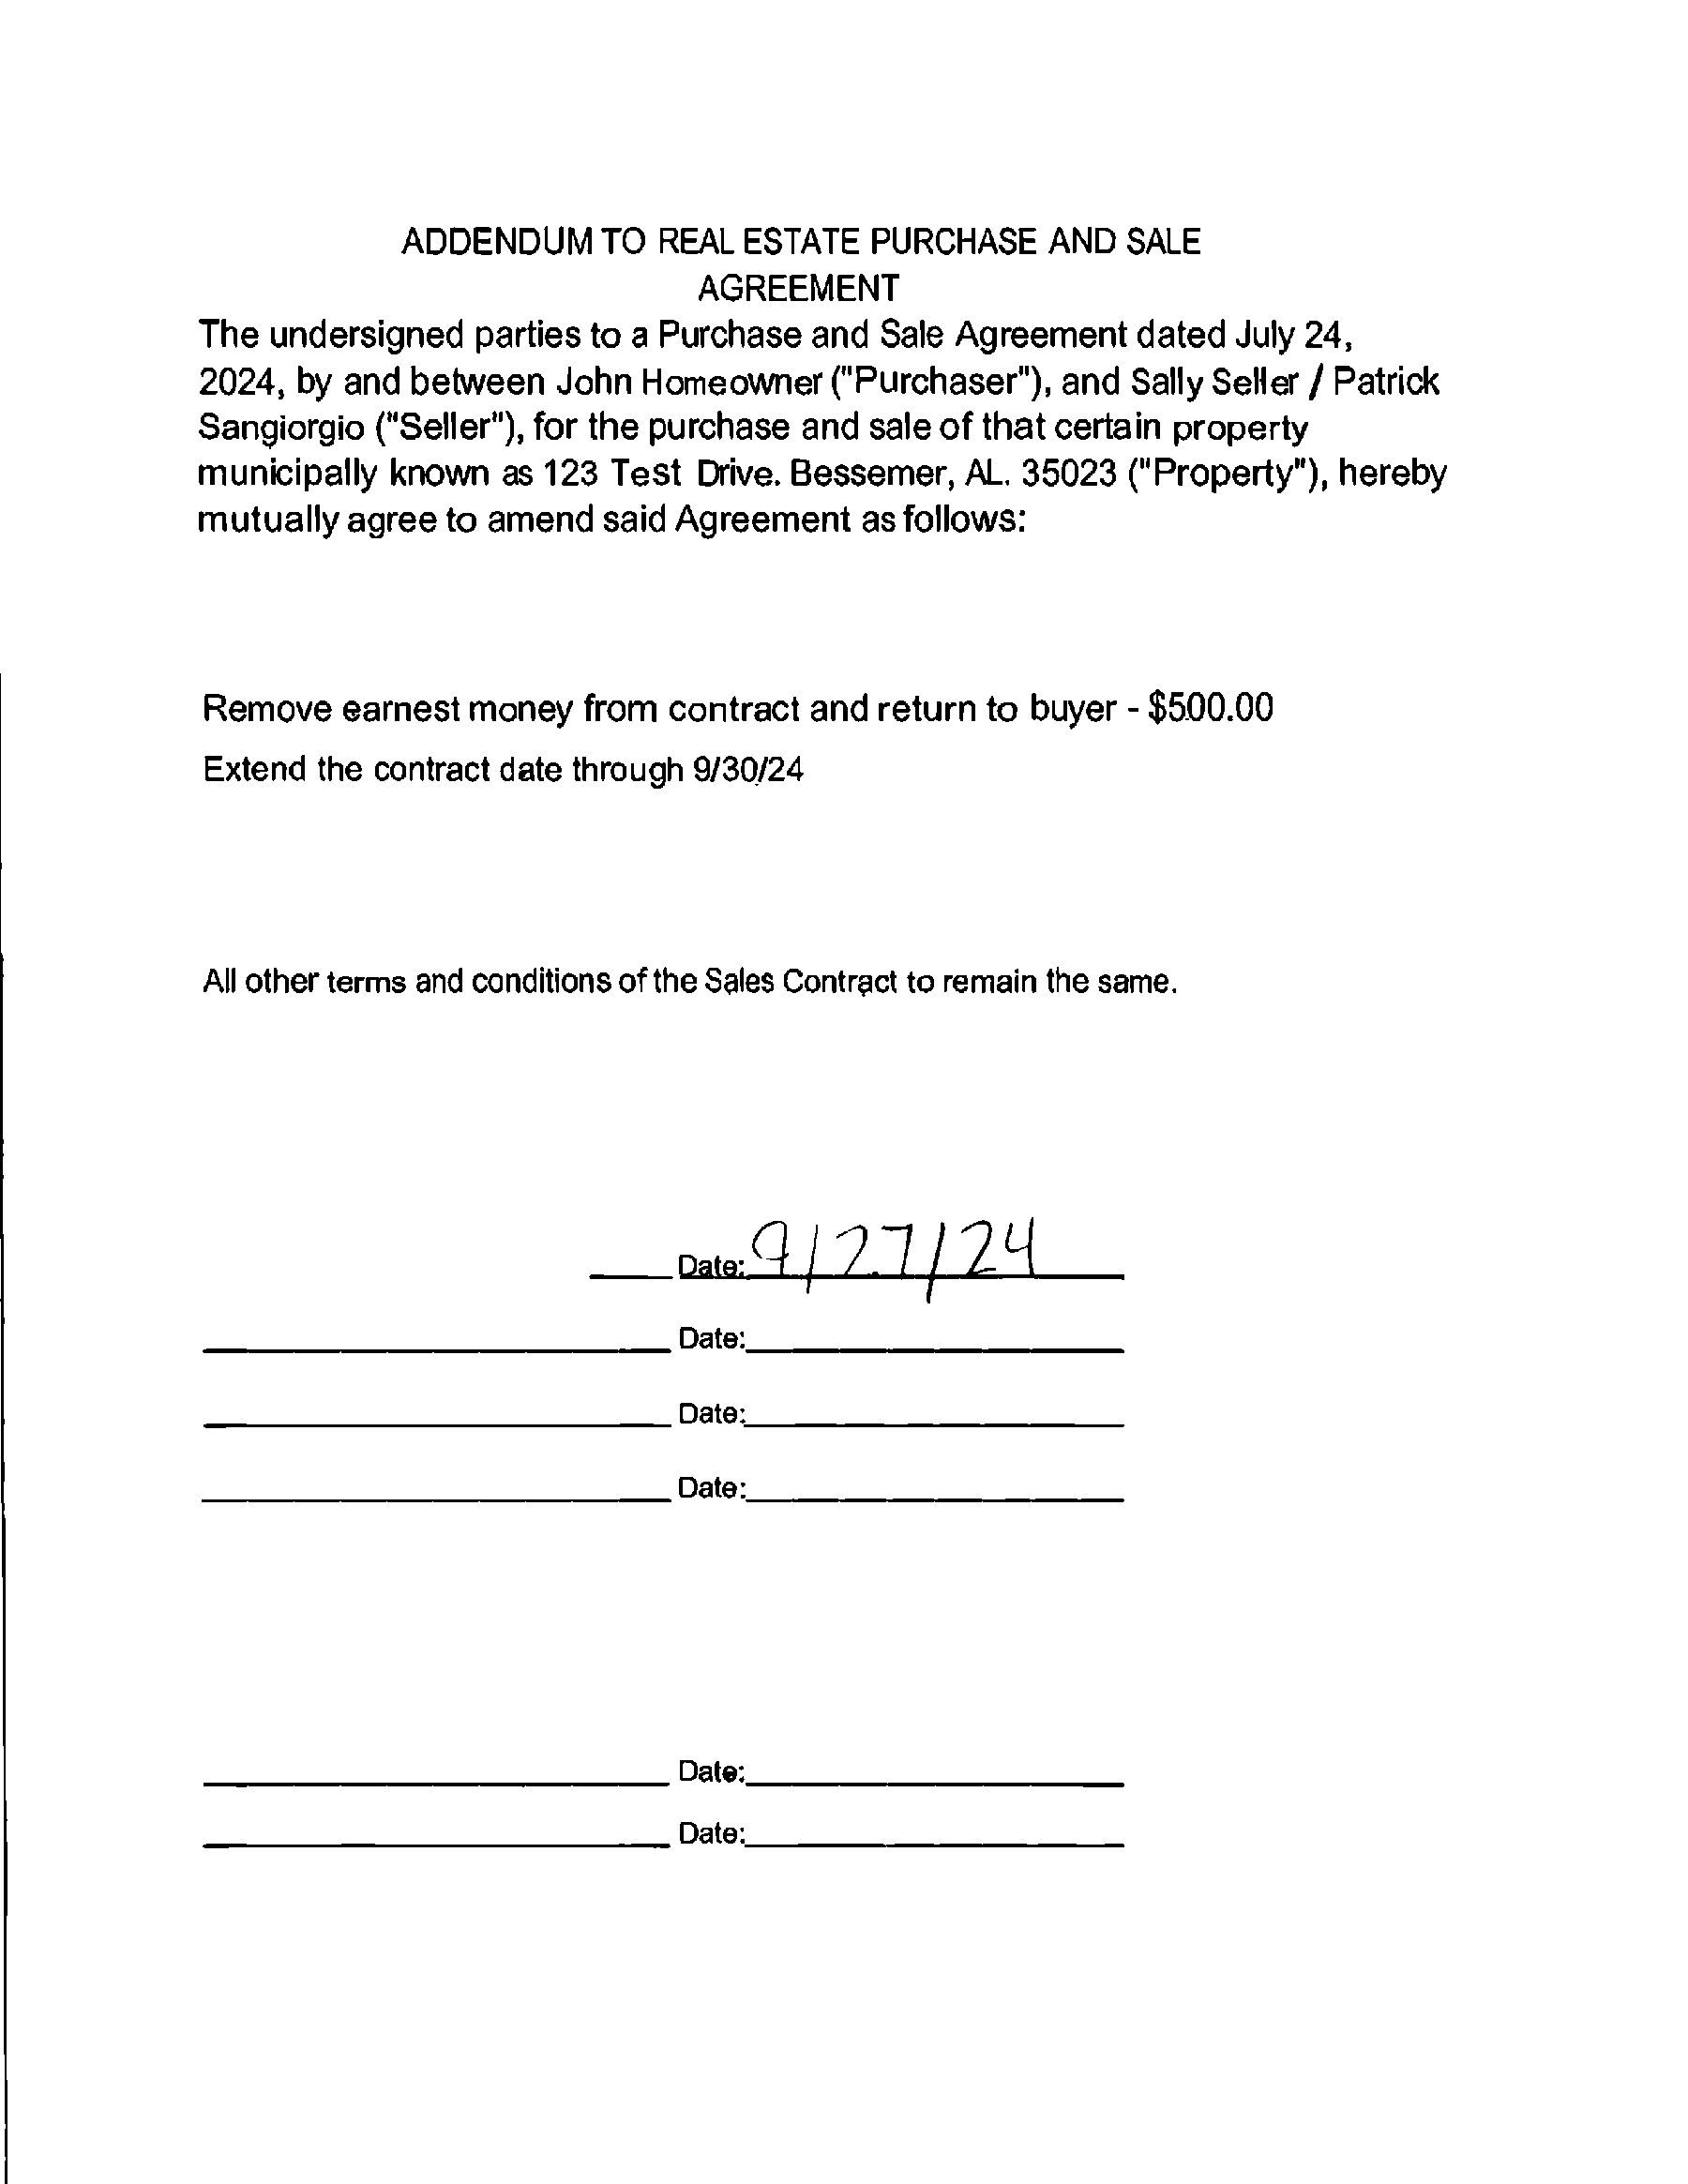 ADDENDUM TO REAL ESTATE PURCHASE AND SALE
AGREEMENT
The undersigned parties to a Purchase and Sale Agreement dated July 24,
2024, by and between John Homeowner ("Purchaser"), and Sally Seller / Patrick
Sangiorgio ("Seller"), for the purchase and sale of that certain property
municipally known as 123 Test Drive. Bessemer, AL. 35023 ("Property"), hereby
mutually agree to amend said Agreement as follows:
Remove earnest money from contract and return to buyer - $500.00
Extend the contract date through 9/30/24
All other terms and conditions of the Sales Contract to remain the same.
Date: 9/27/24
Date:
Date:
Date:
Date:
Date: